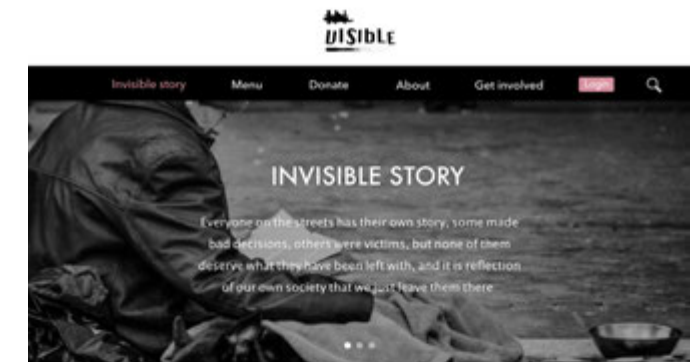 VISIBLE
Invisible story Menu Donate About Get involved Login
INVISIBLE STORY
Everyone on the streets has their own story, some made
bad decisions, others were victims, but none of them
deserve what they have been left with, and it is reflection
of our own society that we just leave them there